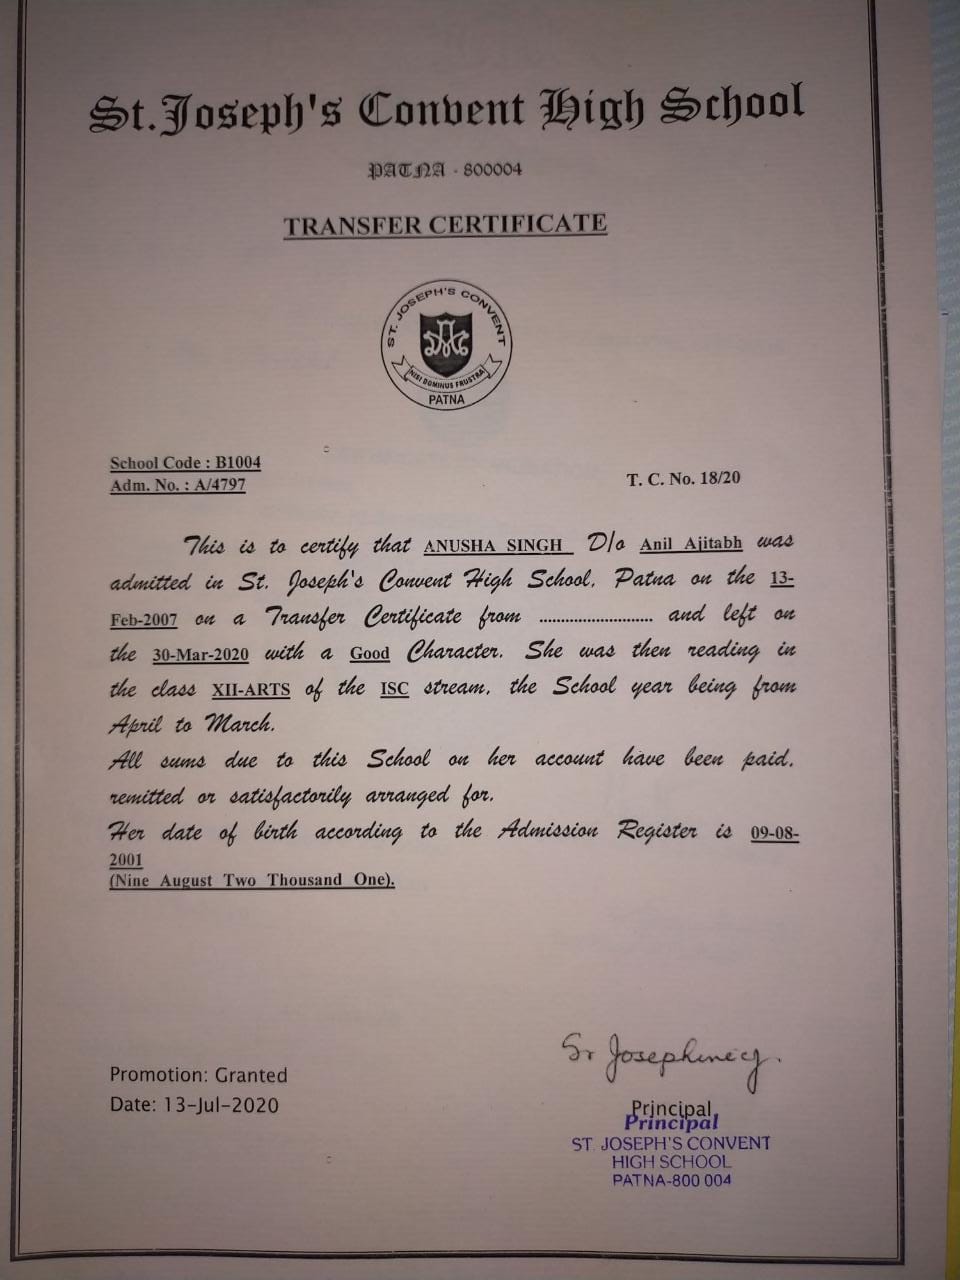 St. Joseph's Convent High School
PATNA - 800004
TRANSFER CERTIFICATE
ST. JOSEPH'S CONVENT
NISI DOMINUS FRUSTRA
PATNA
School Code : B1004
Adm. No. : A/4797
T. C. No. 18/20
This is to certify that ANUSHA SINGH D/o Anil Ajitabh was
admitted in St. Joseph's Convent High School, Patna on the 13-
Feb-2007 on a Transfer Certificate from ............................ and left on
the 30-Mar-2020 with a Good Character. She was then reading in
the class XII-ARTS of the ISC stream, the School year being from
April to March.
All sums due to this School on her account have been paid,
remitted or satisfactorily arranged for.
Her date of birth according to the Admission Register is 09-08-
2001
(Nine August Two Thousand One).
Promotion: Granted
Date: 13-Jul-2020
Sr Josephine cj.
Principal
Principal
ST. JOSEPH'S CONVENT
HIGH SCHOOL
PATNA-800 004